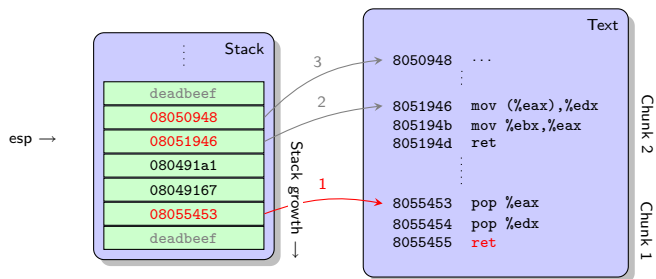 Stack
deadbeef
08050948
08051946
080491a1
08049167
08055453
deadbeef
esp →
Stack growth →
3
2
1
Text
8050948 ...
8051946 mov (%eax),%edx
805194b mov %ebx,%eax
805194d ret
8055453 pop %eax
8055454 pop %edx
8055455 ret
Chunk 2
Chunk 1